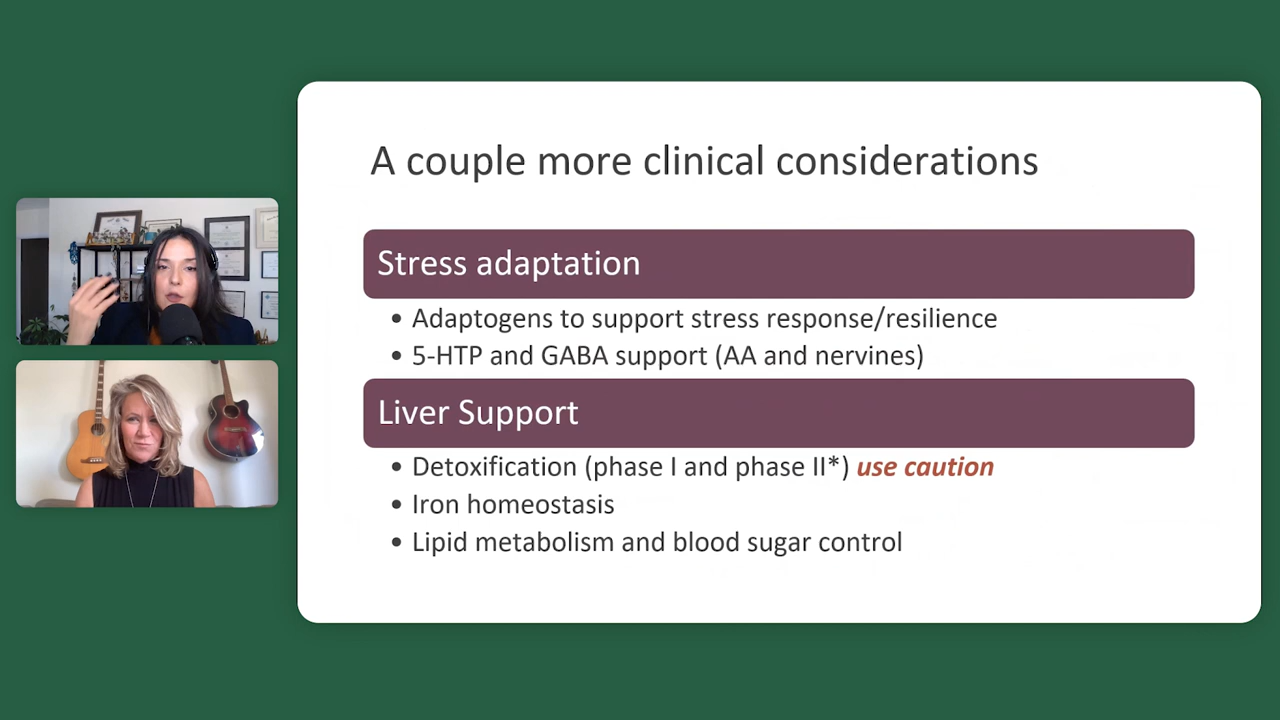 A couple more clinical considerations
Stress adaptation
• Adaptogens to support stress response/resilience
• 5-HTP and GABA support (AA and nervines)
Liver Support
• Detoxification (phase I and phase II*) use caution
• Iron homeostasis
• Lipid metabolism and blood sugar control